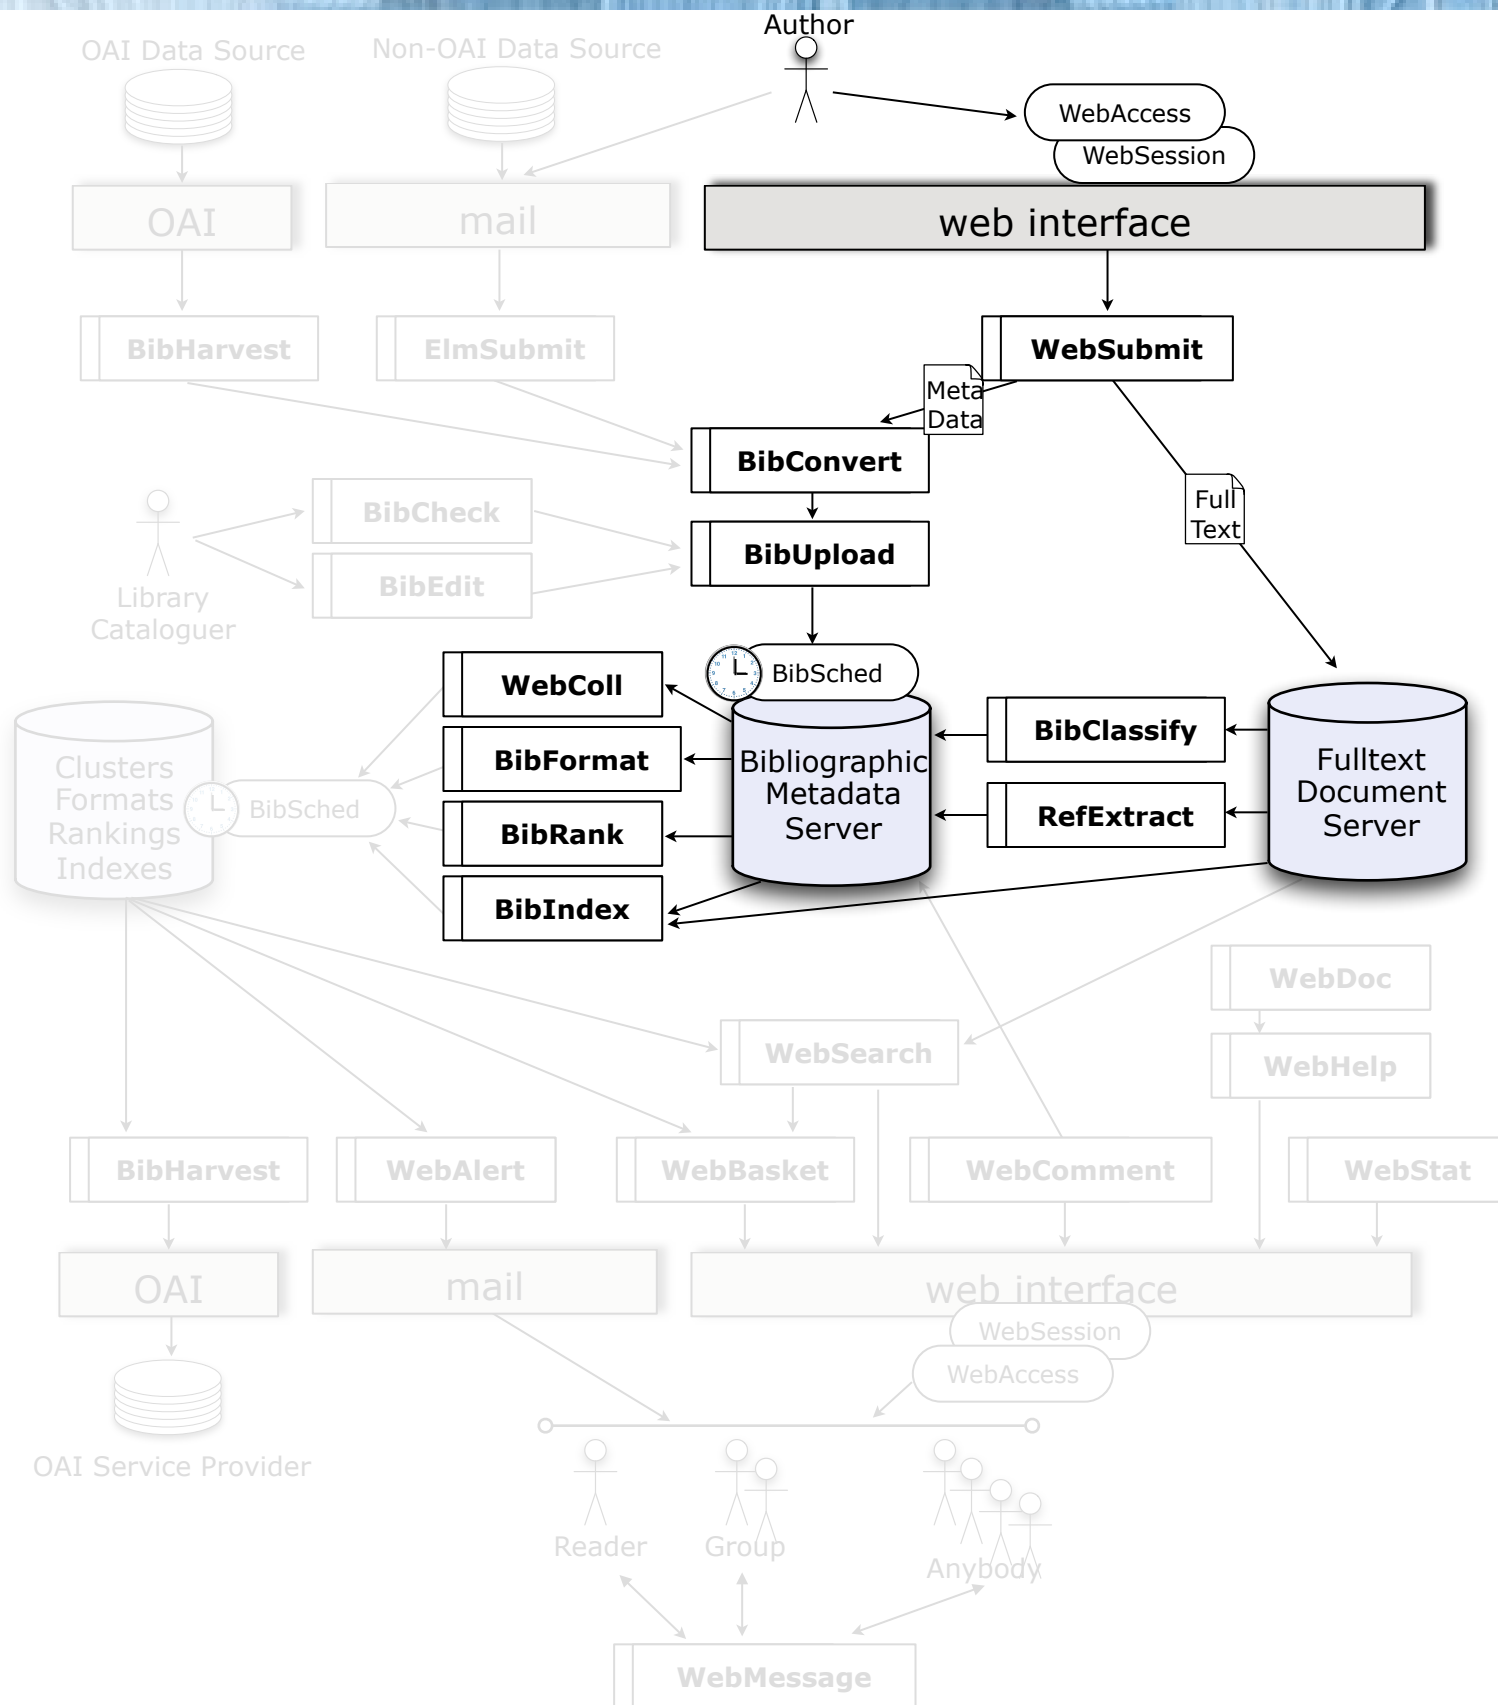 Author
OAI Data Source
Non-OAI Data Source
WebAccess
WebSession
OAI
mail
web interface
BibHarvest
ElmSubmit
WebSubmit
Meta
Data
BibConvert
Full
Text
BibCheck
BibUpload
BibEdit
Library
Cataloguer
BibSched
WebColl
BibClassify
BibFormat
Bibliographic
Metadata
Server
Fulltext
Document
Server
Clusters
Formats
Rankings
Indexes
BibSched
RefExtract
BibRank
BibIndex
WebDoc
WebSearch
WebHelp
BibHarvest
WebAlert
WebBasket
WebComment
WebStat
OAI
mail
web interface
WebSession
WebAccess
OAI Service Provider
Reader
Group
Anybody
WebMessage